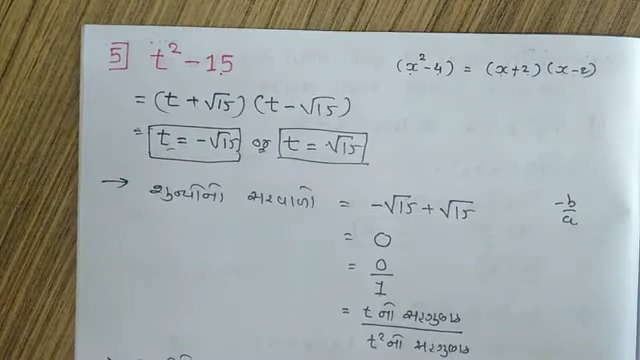 5] t² - 15
(x² - 4) = (x+2) (x-2)
= (t + √15) (t - √15)
= t = -√15 જ t = √15
→ શૂન્યોનો સરવાળો = -√15 + √15
-b/a
= 0
= 0/1
= t નો સહગુણક / t² નો સહગુણક